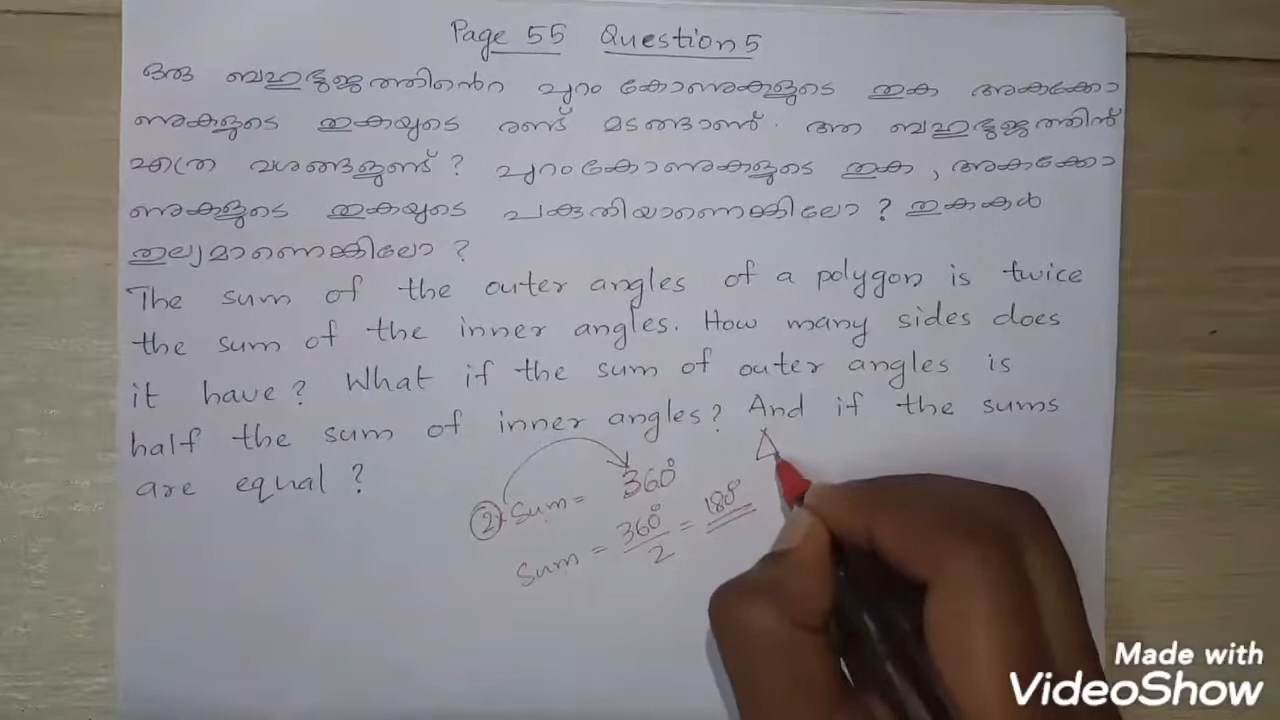 Page 55 Question 5
ഒരു ബഹുഭുജത്തിന്റെ പുറം കോണുകളുടെ തുക അകക്കോ
ണുകളുടെ തുകയുടെ രണ്ട് മടങ്ങാണ്. ആ ബഹുഭുജത്തിന്
എത്ര വശങ്ങളുണ്ട് ? പുറംകോണുകളുടെ തുക , അകക്കോ
ണുകളുടെ തുകയുടെ പകുതിയാണെങ്കിലോ ? തുകകൾ
തുല്യമാണെങ്കിലോ ?
The sum of the outer angles of a polygon is twice
the sum of the inner angles. How many sides does
it have? What if the sum of outer angles is
half the sum of inner angles? And if the sums
are equal ?
2 x Sum = 360°
Sum = 360°/2 = 180°
Made with
VideoShow